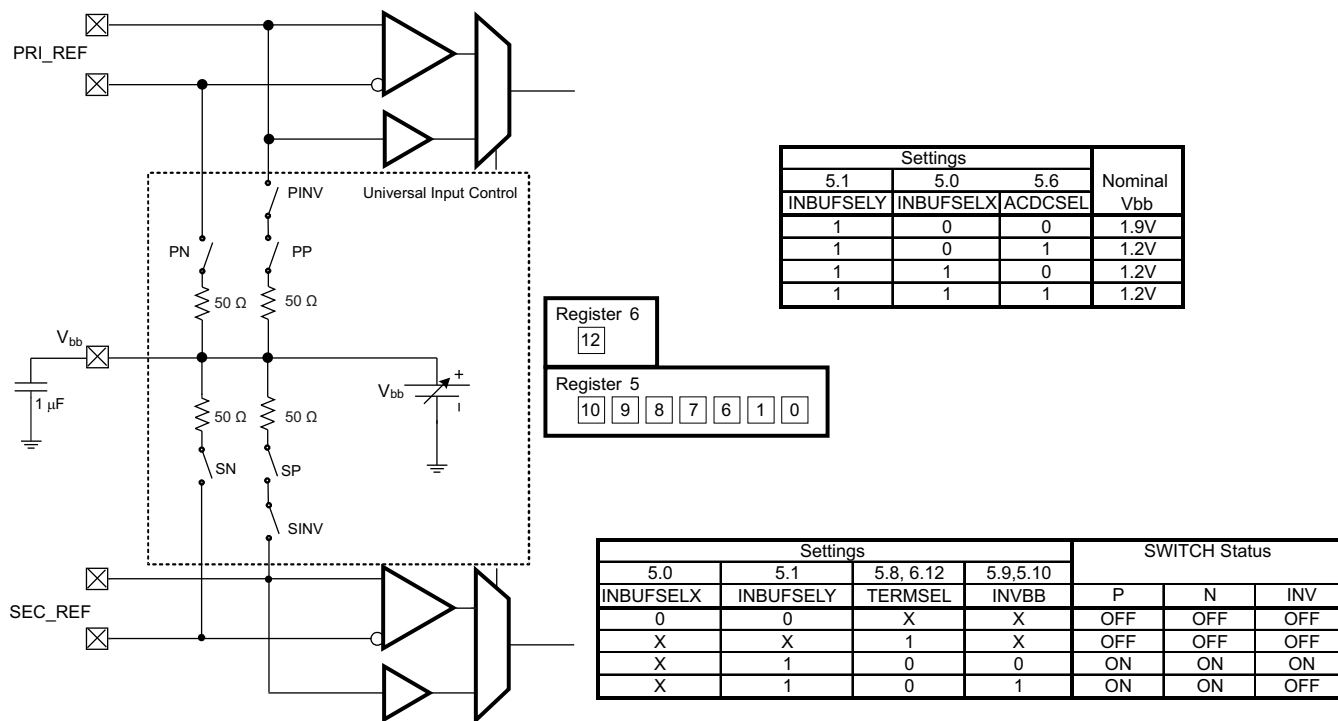 PRI_REF
Universal Input Control
PINV
PN
PP
50 Ω
50 Ω
Vbb
1 μF
Vbb
+
50 Ω
50 Ω
SN
SP
SINV
SEC_REF
Settings
Nominal Vbb
5.1 5.0 5.6
INBUFSELY INBUFSELX ACDCSEL
1 0 0 1.9V
1 0 1 1.2V
1 1 0 1.2V
1 1 1 1.2V
Register 6
12
Register 5
10 9 8 7 6 1 0
Settings SWITCH Status
5.0 5.1 5.8, 6.12 5.9,5.10
INBUFSELX INBUFSELY TERMSEL INVBB P N INV
0 0 X X OFF OFF OFF
X X 1 X OFF OFF OFF
X 1 0 0 ON ON ON
X 1 0 1 ON ON OFF